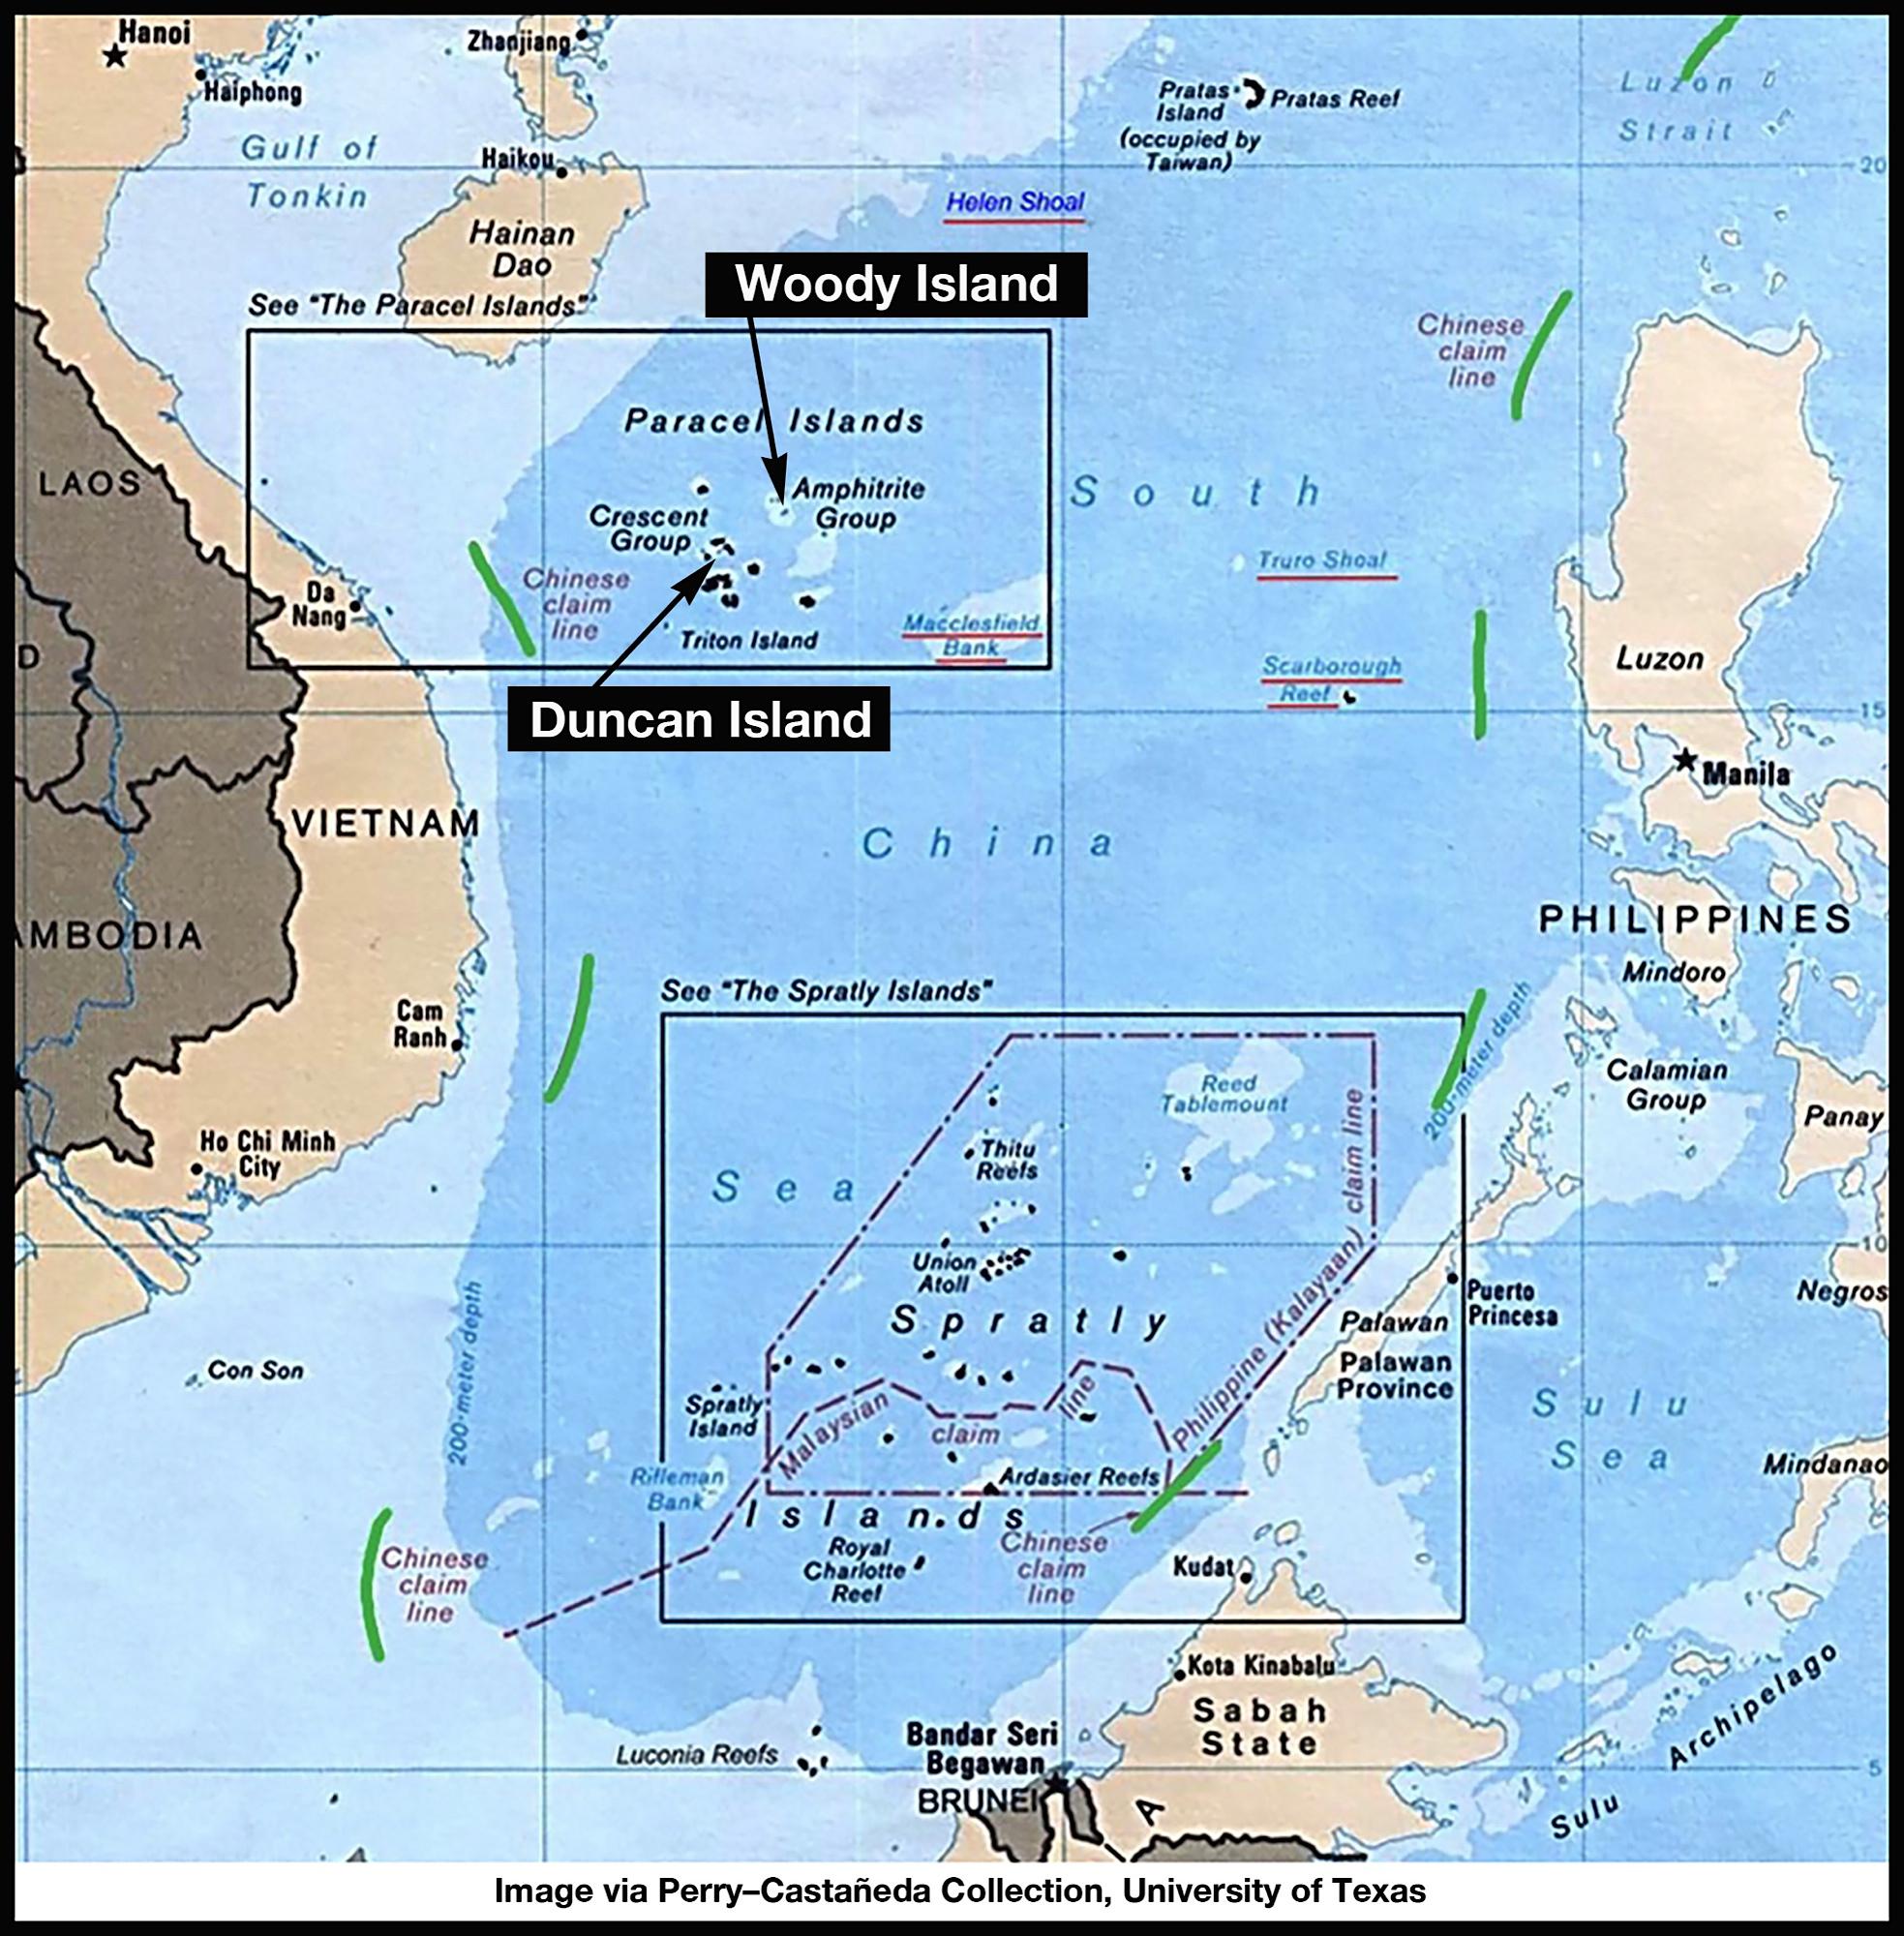 Hanoi
Haiphong
Zhanjiang
Gulf of
Tonkin
Haikou
Hainan
Dao
Pratas
Island
(occupied by
Taiwan)
Pratas Reef
Luzon
Strait
20
Helen Shoal
See "The Paracel Islands"
Woody Island
Chinese
claim
line
Paracel Islands
LAOS
Amphitrite
Group
Crescent
Group
South
Truro Shoal
Chinese
claim
line
Da
Nang
Triton Island
Macclesfield
Bank
D
Scarborough
Reef
Luzon
Duncan Island
15
Manila
VIETNAM
China
AMBODIA
PHILIPPINES
Mindoro
See "The Spratly Islands"
Cam
Ranh
200-meter depth
Calamian
Group
Panay
Reed
Tablemount
Ho Chi Minh
City
Thitu
Reefs
Sea
Philippine (Kalayaan) claim line
10
Union
Atoll
Negros
Puerto
Princesa
Palawan
Spratly
200-meter depth
Con Son
Palawan
Province
Spratly
Island
Malaysian
claim
line
Sulu
Sea
Rifleman
Bank
Ardasier Reefs
Mindanao
Islands
Royal
Charlotte
Reef
Chinese
claim
line
Kudat
Chinese
claim
line
Kota Kinabalu
Sabah
State
Luconia Reefs
Bandar Seri
Begawan
BRUNEI
A
5
Sulu
Archipelago
Image via Perry–Castañeda Collection, University of Texas